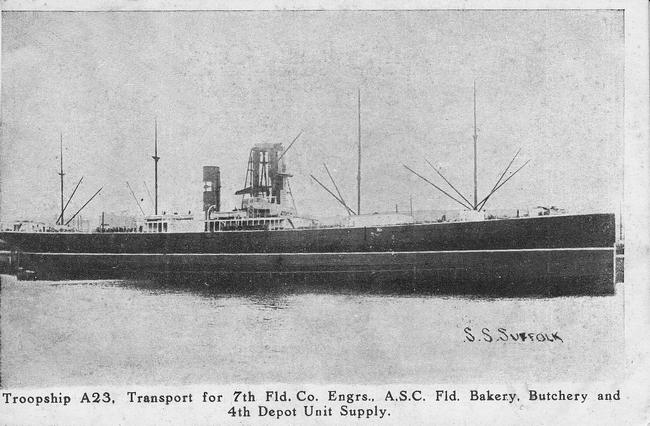 S.S. SUFFOLK
Troopship A23, Transport for 7th Fld. Co. Engrs., A.S.C. Fld. Bakery, Butchery and
4th Depot Unit Supply.